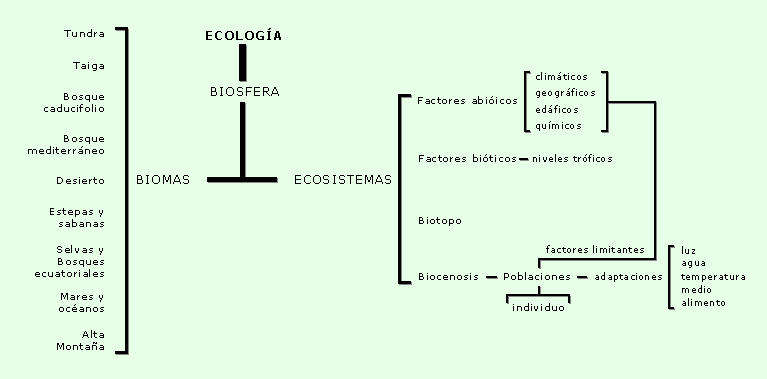 ECOLOGÍA
BIOSFERA
BIOMAS
ECOSISTEMAS
Tundra
Taiga
Bosque
caducifolio
Bosque
mediterráneo
Desierto
Estepas y
sabanas
Selvas y
Bosques
ecuatoriales
Mares y
océanos
Alta
Montaña
Factores abióicos
climáticos
geográficos
edáficos
químicos
Factores bióticos
niveles tróficos
Biotopo
factores limitantes
Biocenosis
Poblaciones
adaptaciones
luz
agua
temperatura
medio
alimento
individuo